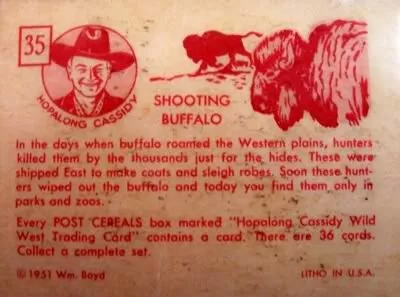 35
HOPALONG CASSIDY
SHOOTING
BUFFALO
In the days when buffalo roamed the Western plains, hunters
killed them by the thousands just for the hides. These were
shipped East to make coats and sleigh robes. Soon these hunt-
ers wiped out the buffalo and today you find them only in
parks and zoos.
Every POST CEREALS box marked "Hopalong Cassidy Wild
West Trading Card" contains a card. There are 36 cards.
Collect a complete set.
© 1951 Wm. Boyd
LITHO IN U.S.A.